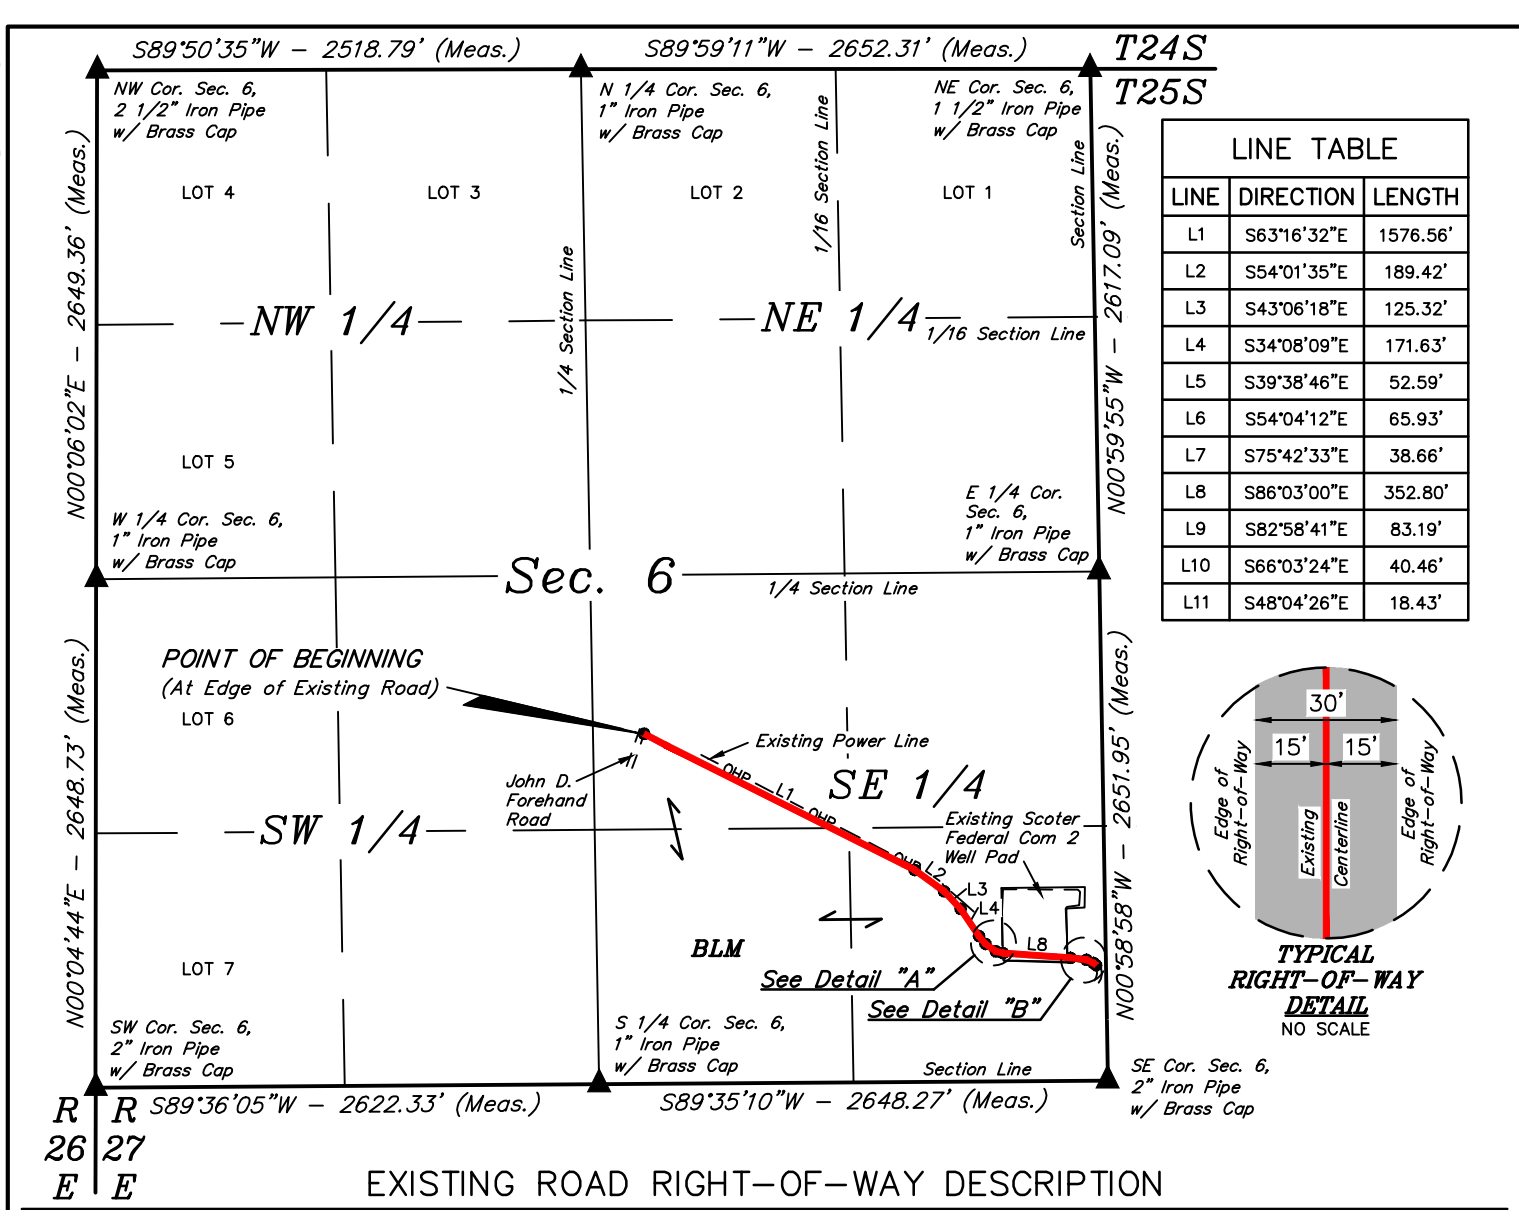 S89°50'35"W - 2518.79' (Meas.)
S89°59'11"W - 2652.31' (Meas.)
T24S
T25S
NW Cor. Sec. 6,
2 1/2" Iron Pipe
w/ Brass Cap
N 1/4 Cor. Sec. 6,
1" Iron Pipe
w/ Brass Cap
NE Cor. Sec. 6,
1 1/2" Iron Pipe
w/ Brass Cap
1/16 Section Line
Section Line
LOT 4
LOT 3
LOT 2
LOT 1
N00°06'02"E - 2649.36' (Meas.)
N00°59'55"W - 2617.09' (Meas.)
1/4 Section Line
NW 1/4
NE 1/4
1/16 Section Line
LOT 5
W 1/4 Cor. Sec. 6,
1" Iron Pipe
w/ Brass Cap
E 1/4 Cor.
Sec. 6,
1" Iron Pipe
w/ Brass Cap
Sec. 6
1/4 Section Line
LINE TABLE
LINE DIRECTION LENGTH
L1 S63°16'32"E 1576.56'
L2 S54°01'35"E 189.42'
L3 S43°06'18"E 125.32'
L4 S34°08'09"E 171.63'
L5 S39°38'46"E 52.59'
L6 S54°04'12"E 65.93'
L7 S75°42'33"E 38.66'
L8 S86°03'00"E 352.80'
L9 S82°58'41"E 83.19'
L10 S66°03'24"E 40.46'
L11 S48°04'26"E 18.43'
POINT OF BEGINNING
(At Edge of Existing Road)
LOT 6
N00°04'44"E - 2648.73' (Meas.)
N00°58'58"W - 2651.95' (Meas.)
Existing Power Line
OHP
L1
OHP
OHP
L2
L3
L4
L8
John D.
Forehand
Road
SE 1/4
SW 1/4
Existing Scoter
Federal Com 2
Well Pad
BLM
LOT 7
See Detail "A"
See Detail "B"
30'
15'
15'
Edge of
Right-of-Way
Existing
Centerline
Edge of
Right-of-Way
TYPICAL
RIGHT-OF-WAY
DETAIL
NO SCALE
SW Cor. Sec. 6,
2" Iron Pipe
w/ Brass Cap
S 1/4 Cor. Sec. 6,
1" Iron Pipe
w/ Brass Cap
Section Line
SE Cor. Sec. 6,
2" Iron Pipe
w/ Brass Cap
S89°36'05"W - 2622.33' (Meas.)
S89°35'10"W - 2648.27' (Meas.)
R R
26 27
E E
EXISTING ROAD RIGHT-OF-WAY DESCRIPTION